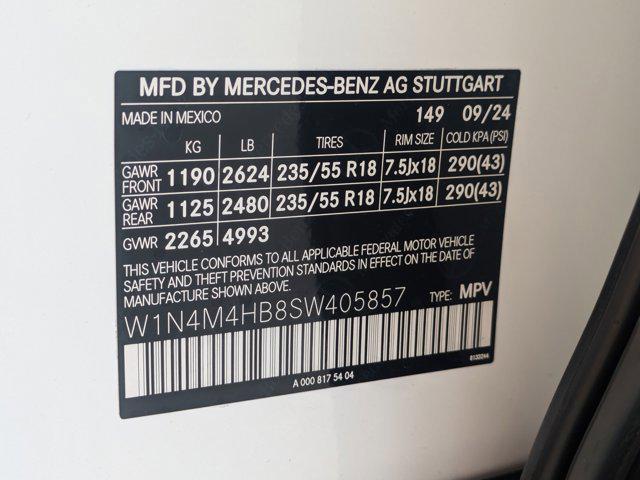 MFD BY MERCEDES-BENZ AG STUTTGART
MADE IN MEXICO 149 09/24
KG LB TIRES RIM SIZE COLD KPA(PSI)
GAWR FRONT 1190 2624 235/55 R18 7.5Jx18 290(43)
GAWR REAR 1125 2480 235/55 R18 7.5Jx18 290(43)
GVWR 2265 4993
THIS VEHICLE CONFORMS TO ALL APPLICABLE FEDERAL MOTOR VEHICLE
SAFETY AND THEFT PREVENTION STANDARDS IN EFFECT ON THE DATE OF
MANUFACTURE SHOWN ABOVE.
W1N4M4HB8SW405857 TYPE: MPV
A 000 817 54 04